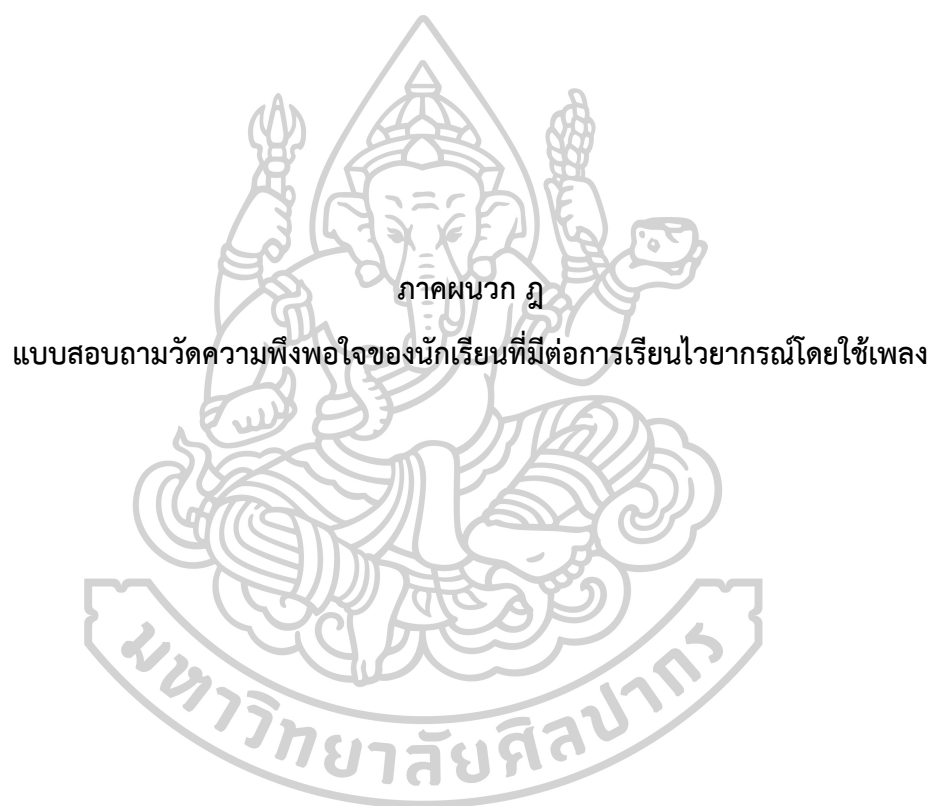 ภาคผนวก ฎ
แบบสอบถามวัดความพึงพอใจของนักเรียนที่มีต่อการเรียนไวยากรณ์โดยใช้เพลง
มหาวิทยาลัยศิลปากร